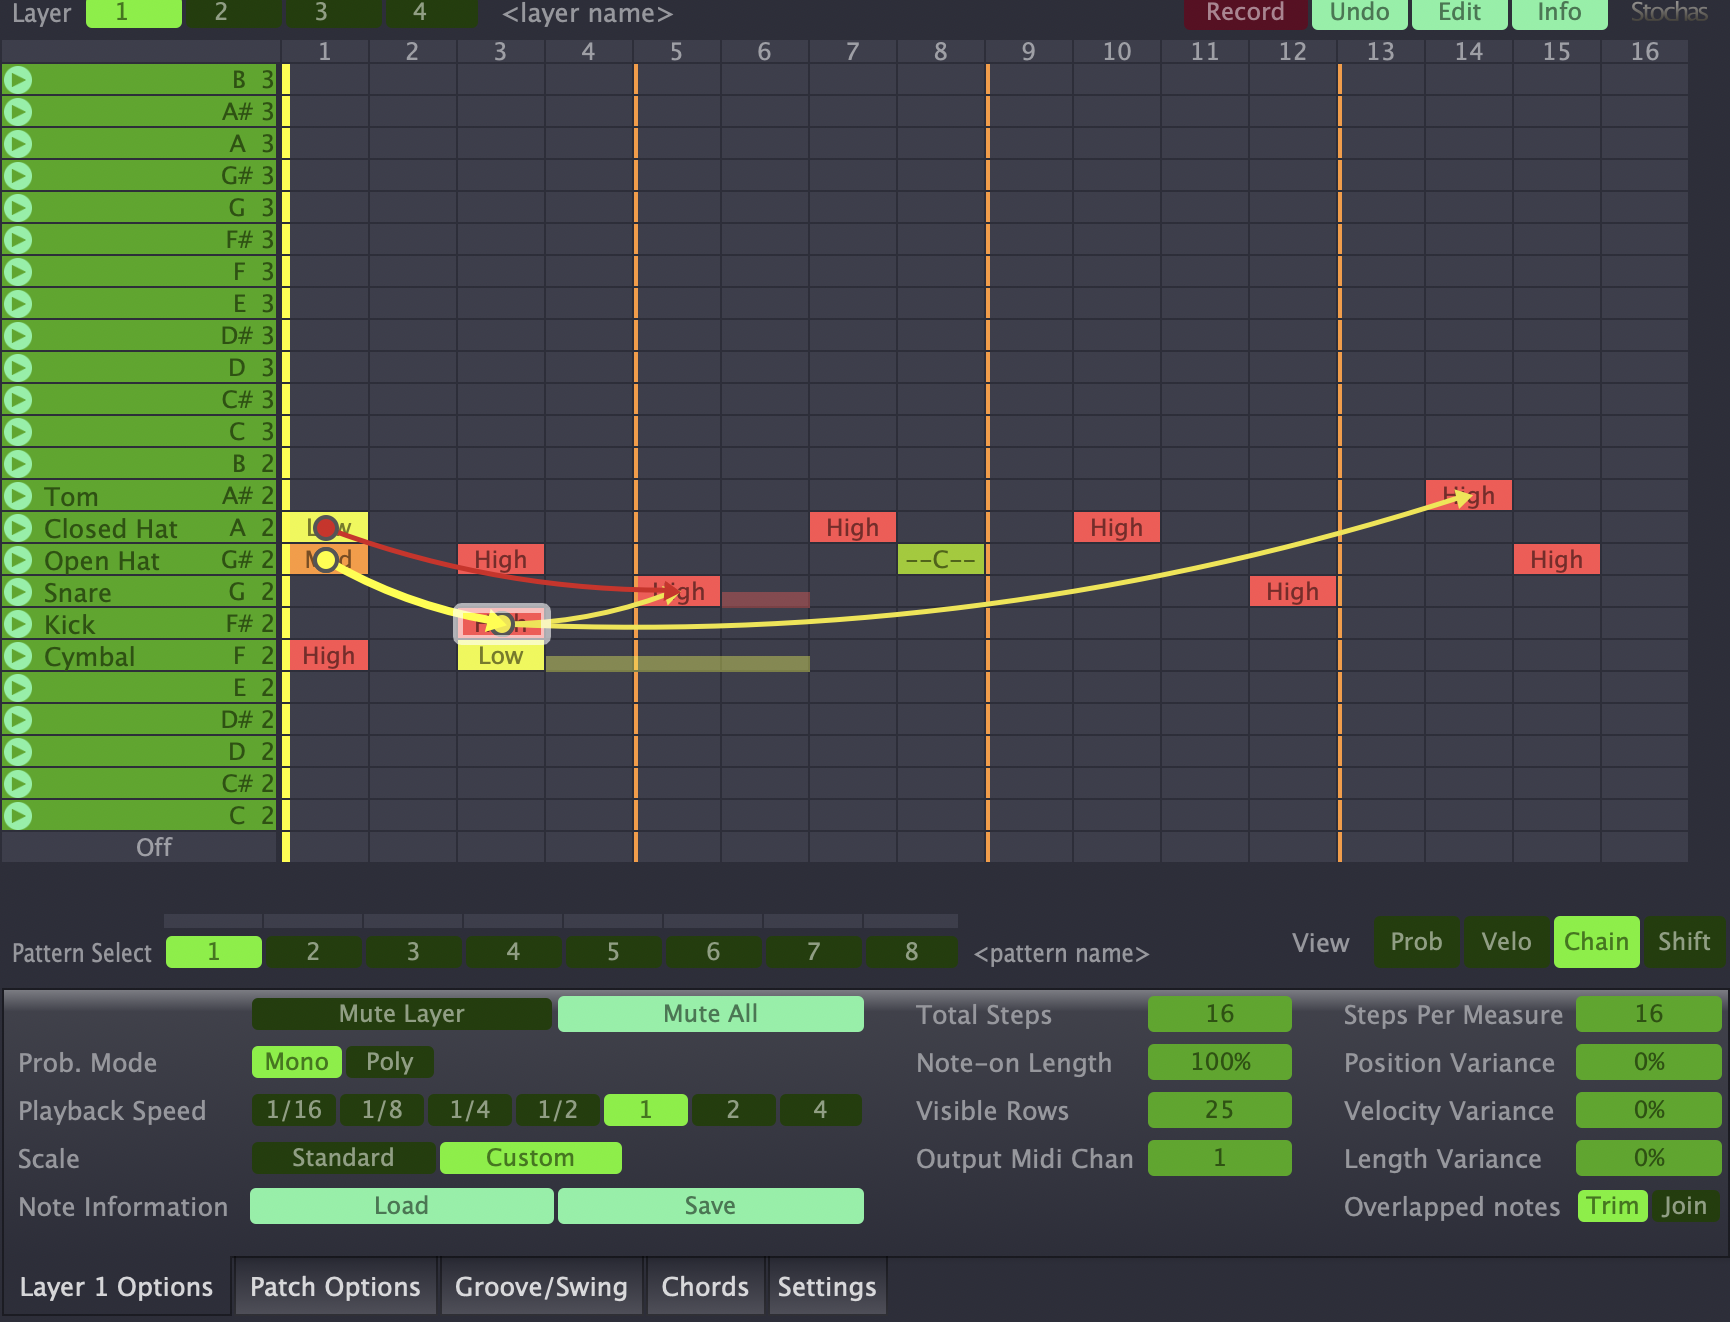 Layer 1 2 3 4 <layer name> Record Undo Edit Info Stochas
1 2 3 4 5 6 7 8 9 10 11 12 13 14 15 16
B 3
A# 3
A 3
G# 3
G 3
F# 3
F 3
E 3
D# 3
D 3
C# 3
C 3
B 2
Tom A# 2 High
Closed Hat A 2 Low High High
Open Hat G# 2 Mid High --C-- High
Snare G 2 High High
Kick F# 2 High
Cymbal F 2 High Low
E 2
D# 2
D 2
C# 2
C 2
Off
Pattern Select 1 2 3 4 5 6 7 8 <pattern name> View Prob Velo Chain Shift
Mute Layer Mute All Total Steps 16 Steps Per Measure 16
Prob. Mode Mono Poly Note-on Length 100% Position Variance 0%
Playback Speed 1/16 1/8 1/4 1/2 1 2 4 Visible Rows 25 Velocity Variance 0%
Scale Standard Custom Output Midi Chan 1 Length Variance 0%
Note Information Load Save Overlapped notes Trim Join
Layer 1 Options Patch Options Groove/Swing Chords Settings